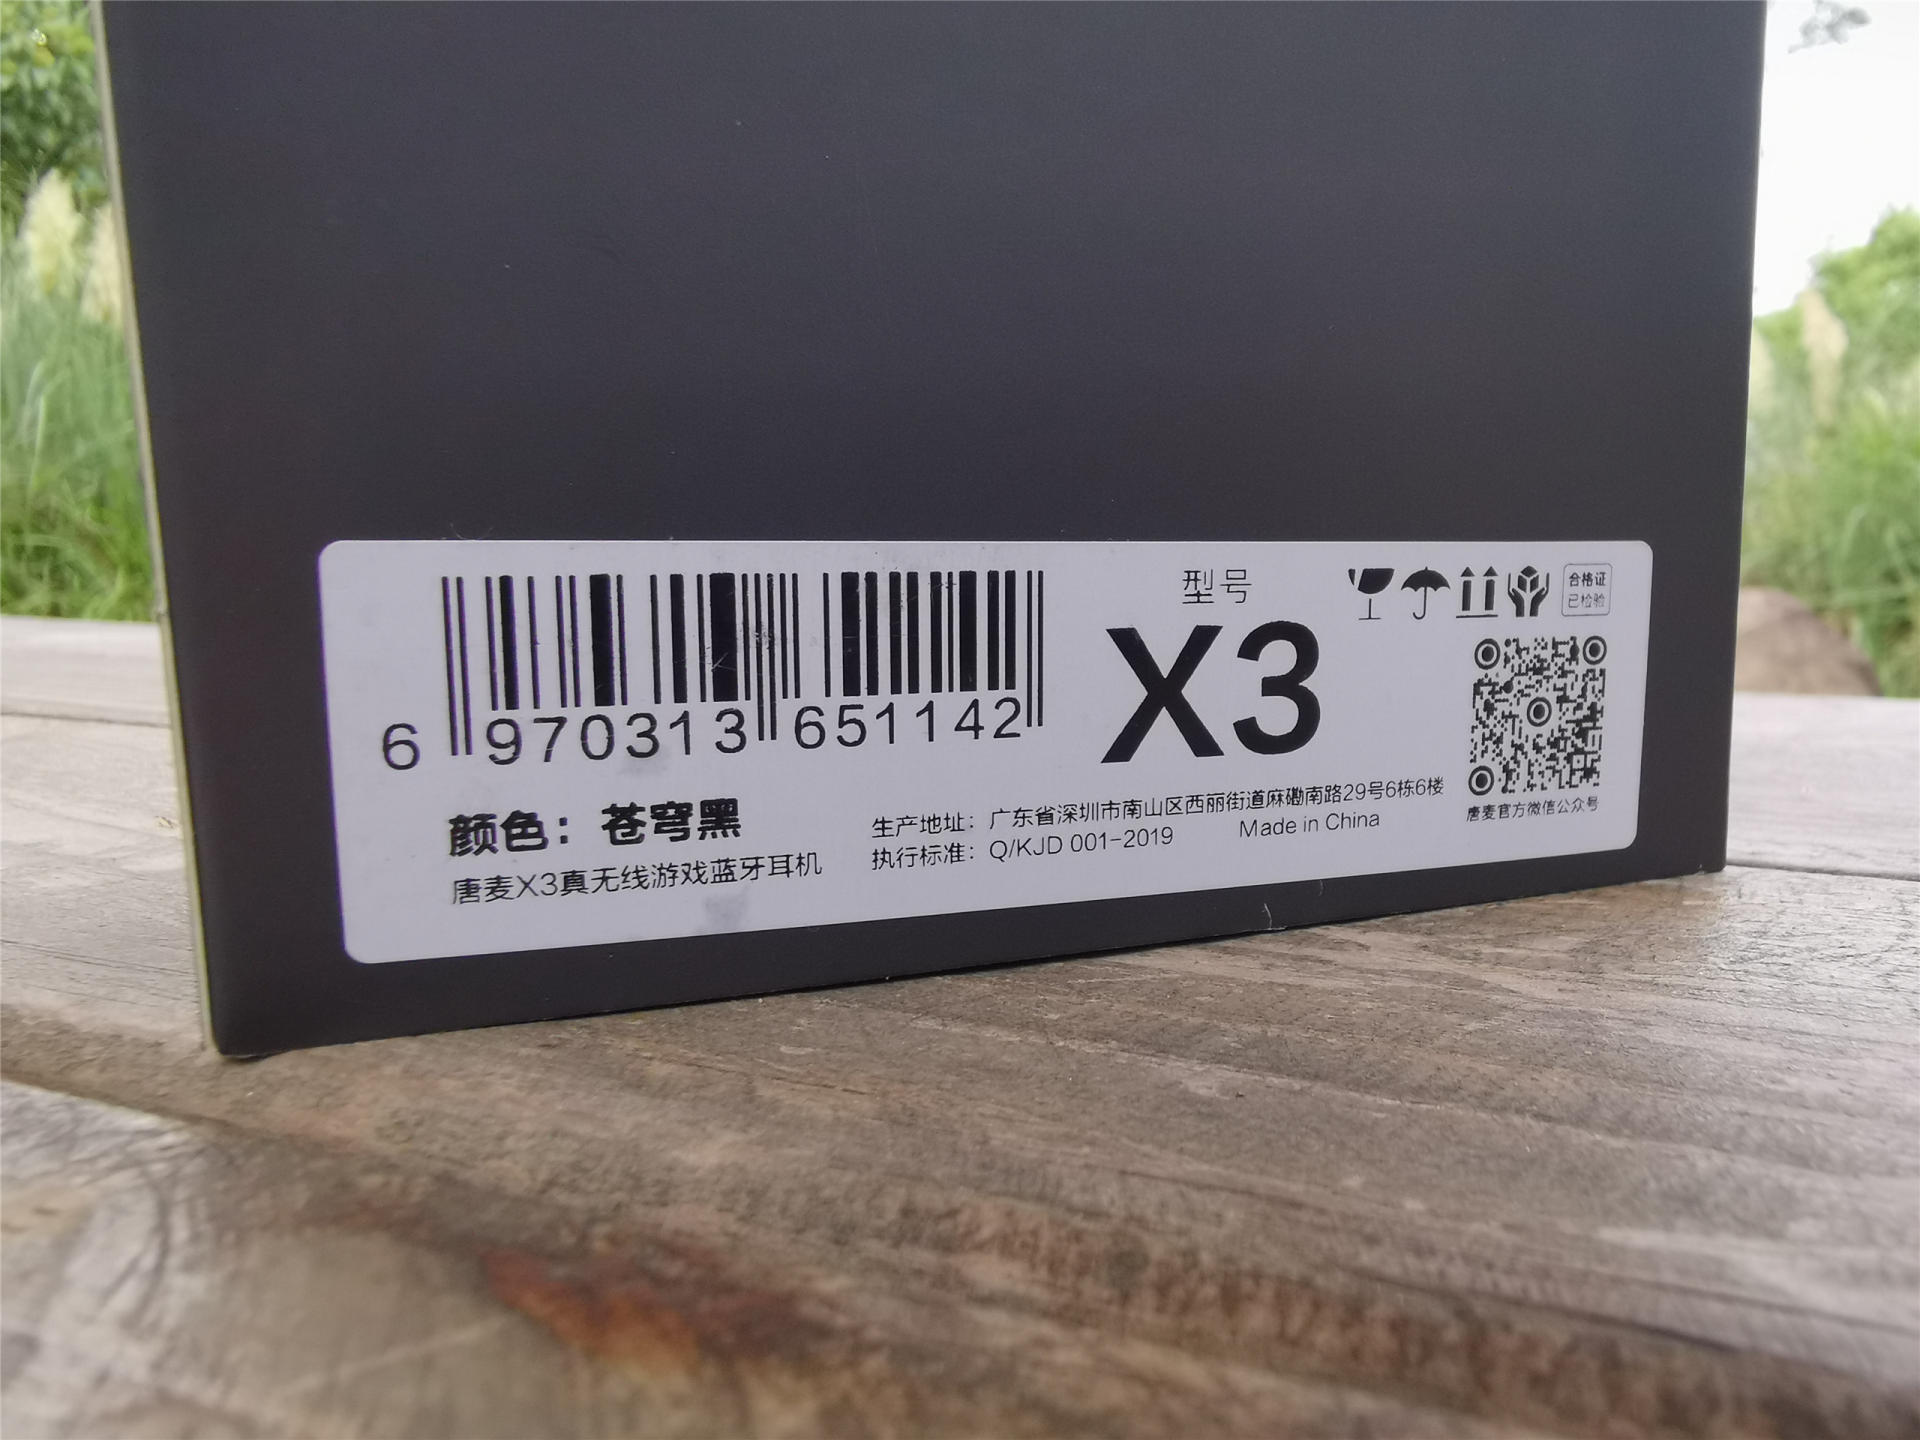 6 970313 651142
颜色：苍穹黑
唐麦X3真无线游戏蓝牙耳机
型号
X3
合格证
已检验
生产地址：广东省深圳市南山区西丽街道麻磡南路29号6栋6楼
执行标准：Q/KJD 001-2019 Made in China
唐麦官方微信公众号